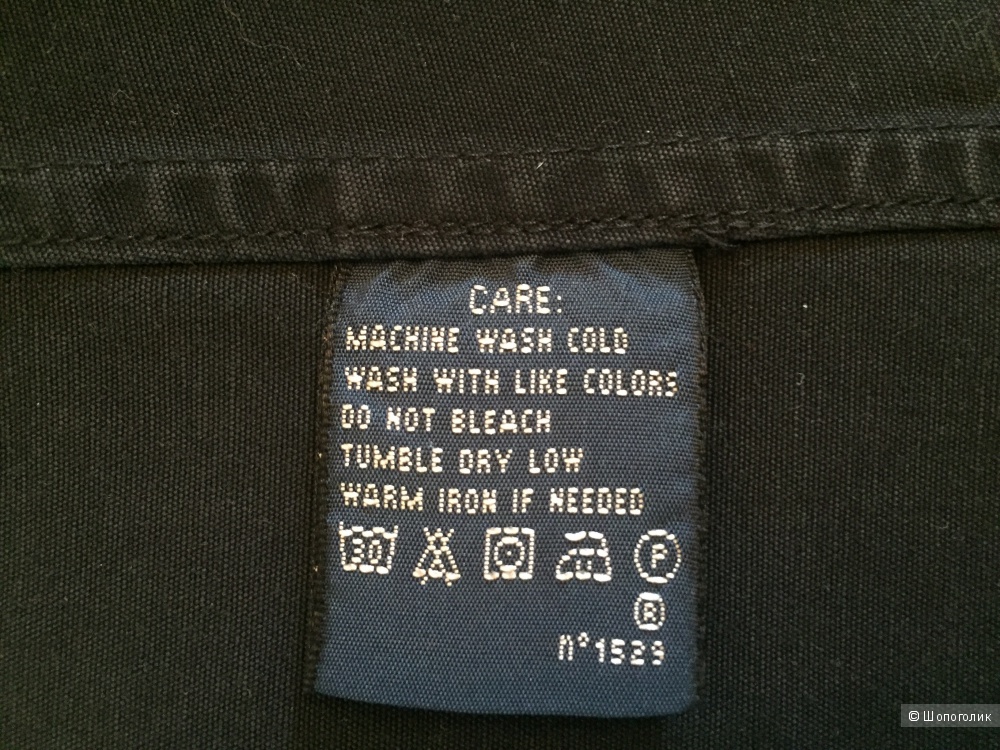 CARE:
MACHINE WASH COLD
WASH WITH LIKE COLORS
DO NOT BLEACH
TUMBLE DRY LOW
WARM IRON IF NEEDED
30 P
®
n°1529
© Шопоголик